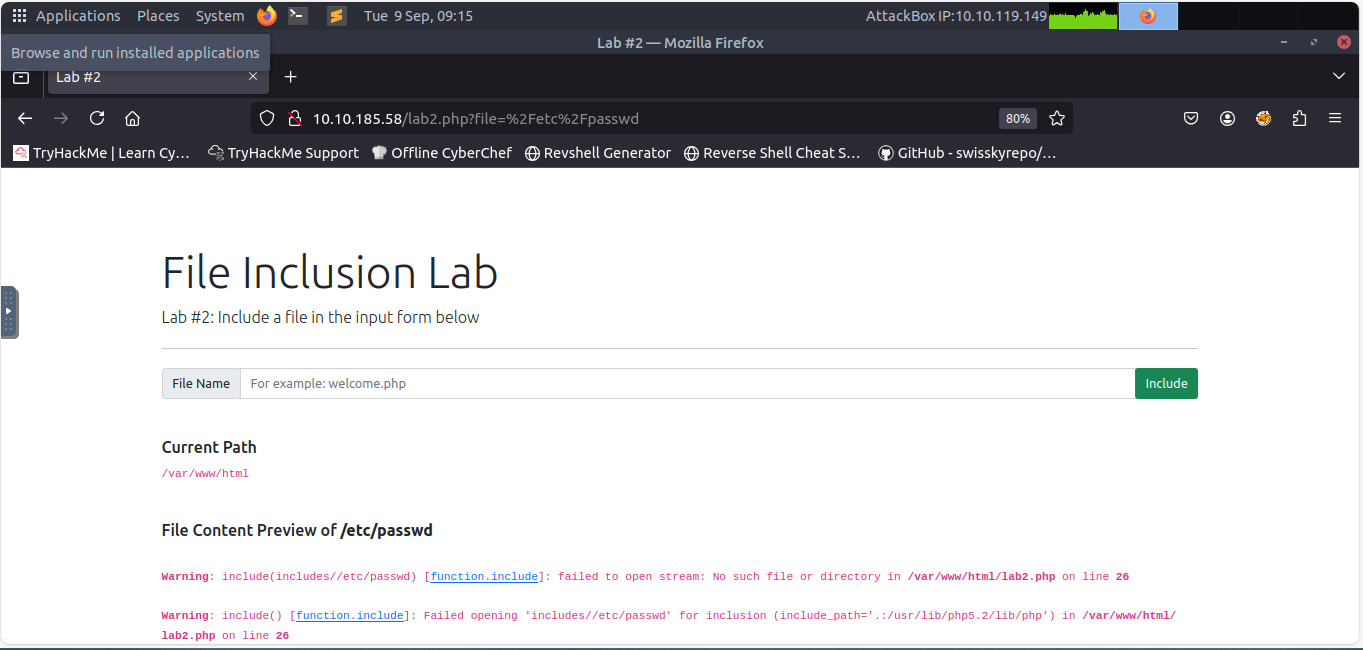 Applications Places System Tue 9 Sep, 09:15 AttackBox IP:10.10.119.149
Browse and run installed applications
Lab #2 — Mozilla Firefox
Lab #2
10.10.185.58/lab2.php?file=%2Fetc%2Fpasswd 80%
TryHackMe | Learn Cy... TryHackMe Support Offline CyberChef Revshell Generator Reverse Shell Cheat S... GitHub - swisskyrepo/...
File Inclusion Lab
Lab #2: Include a file in the input form below
File Name For example: welcome.php Include
Current Path
/var/www/html
File Content Preview of /etc/passwd
Warning: include(includes//etc/passwd) [function.include]: failed to open stream: No such file or directory in /var/www/html/lab2.php on line 26
Warning: include() [function.include]: Failed opening 'includes//etc/passwd' for inclusion (include_path='.:/usr/lib/php5.2/lib/php') in /var/www/html/
lab2.php on line 26